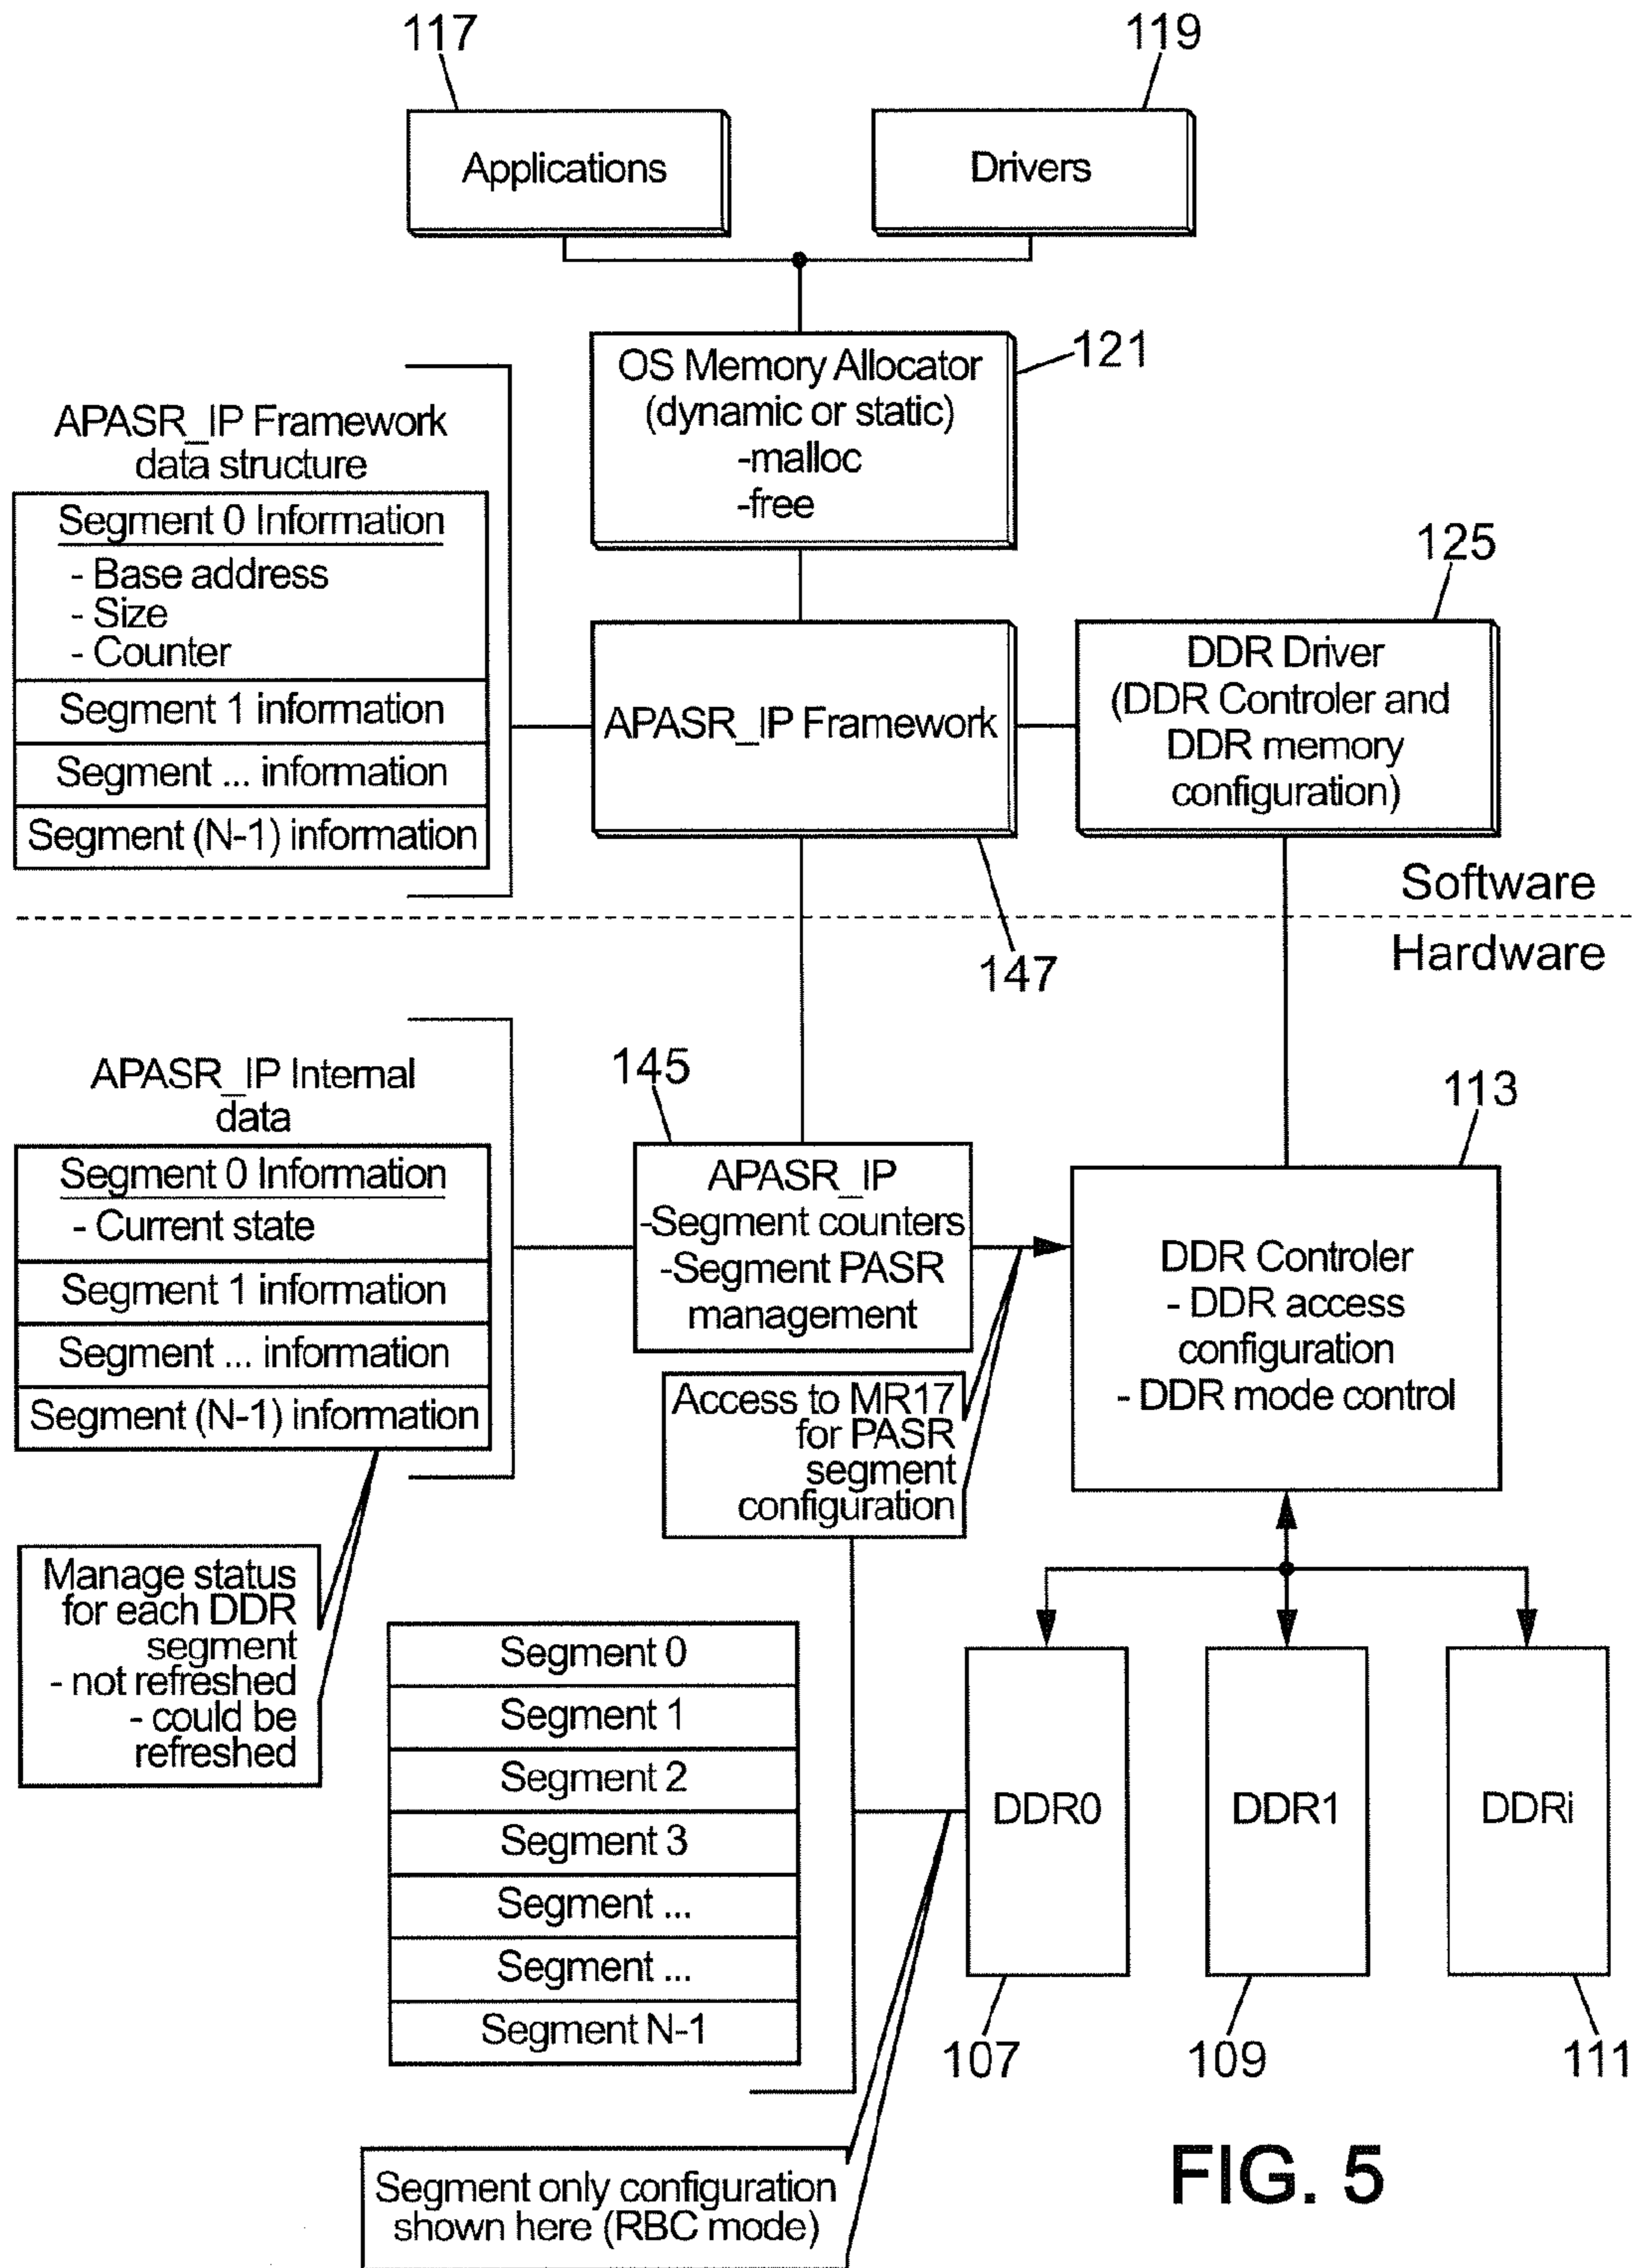 117
119
Applications
Drivers
OS Memory Allocator
(dynamic or static)
-malloc
-free
121
APASR_IP Framework
data structure
Segment 0 Information
- Base address
- Size
- Counter
Segment 1 information
Segment ... information
Segment (N-1) information
APASR_IP Framework
125
DDR Driver
(DDR Controler and
DDR memory
configuration)
Software
Hardware
147
APASR_IP Internal
data
Segment 0 Information
- Current state
Segment 1 information
Segment ... information
Segment (N-1) information
145
APASR_IP
-Segment counters
-Segment PASR
management
113
DDR Controler
- DDR access
configuration
- DDR mode control
Access to MR17
for PASR
segment
configuration
Manage status
for each DDR
segment
- not refreshed
- could be
refreshed
Segment 0
Segment 1
Segment 2
Segment 3
Segment ...
Segment ...
Segment N-1
DDR0
DDR1
DDRi
107
109
111
Segment only configuration
shown here (RBC mode)
FIG. 5